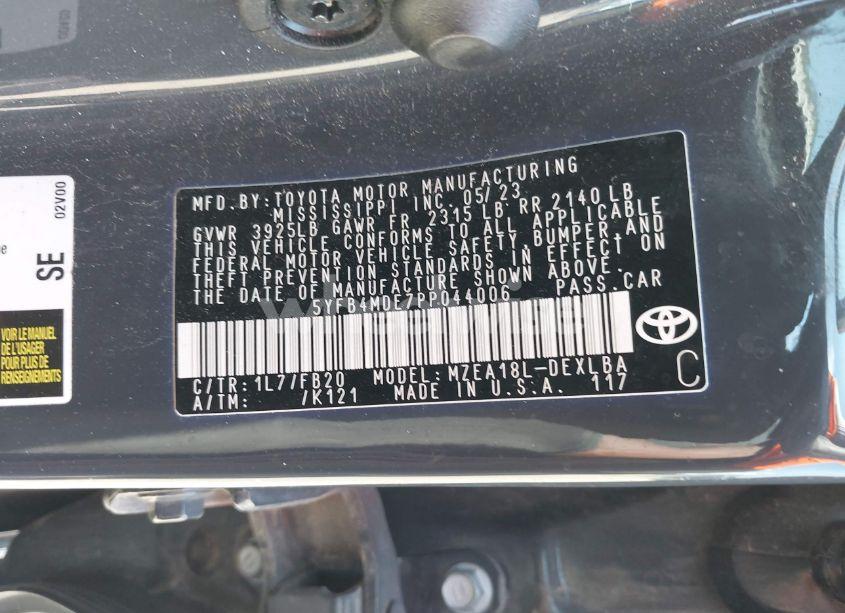 MFD.BY:TOYOTA MOTOR MANUFACTURING
MISSISSIPPI INC. 05/23
GVWR 3925LB GAWR FR 2315 LB RR 2140 LB
THIS VEHICLE CONFORMS TO ALL APPLICABLE
FEDERAL MOTOR VEHICLE SAFETY, BUMPER, AND
THEFT PREVENTION STANDARDS IN EFFECT ON
THE DATE OF MANUFACTURE SHOWN ABOVE.
5YFB4MDE7PP044006 PASS.CAR
C/TR: 1L77FB20 MODEL: MZEA18L-DEXLBA
A/TM: /K121 MADE IN U.S.A. 117
C
SE
02V00
VOIR LE MANUEL
DE L'USAGER
POUR PLUS DE
RENSEIGNEMENTS